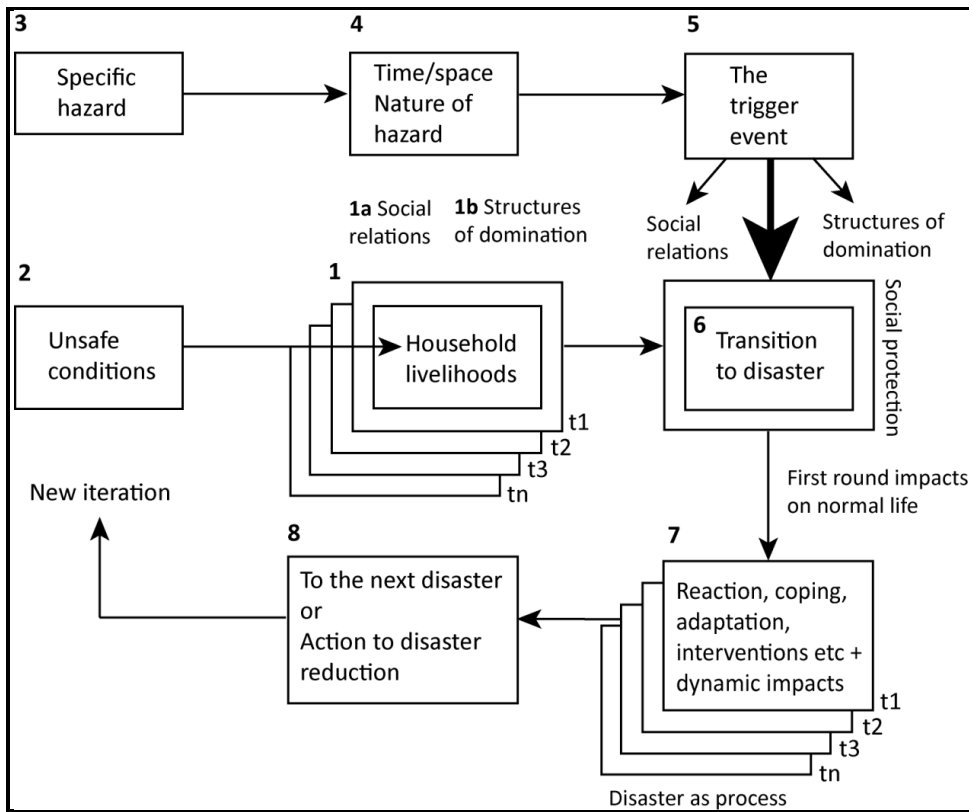 3
Specific
hazard
4
Time/space
Nature of
hazard
5
The
trigger
event
1a Social
relations
1b Structures
of domination
Social
relations
Structures of
domination
2
Unsafe
conditions
1
Household
livelihoods
t1
t2
t3
tn
6
Transition
to disaster
Social protection
First round impacts
on normal life
New iteration
8
To the next disaster
or
Action to disaster
reduction
7
Reaction, coping,
adaptation,
interventions etc +
dynamic impacts
t1
t2
t3
tn
Disaster as process